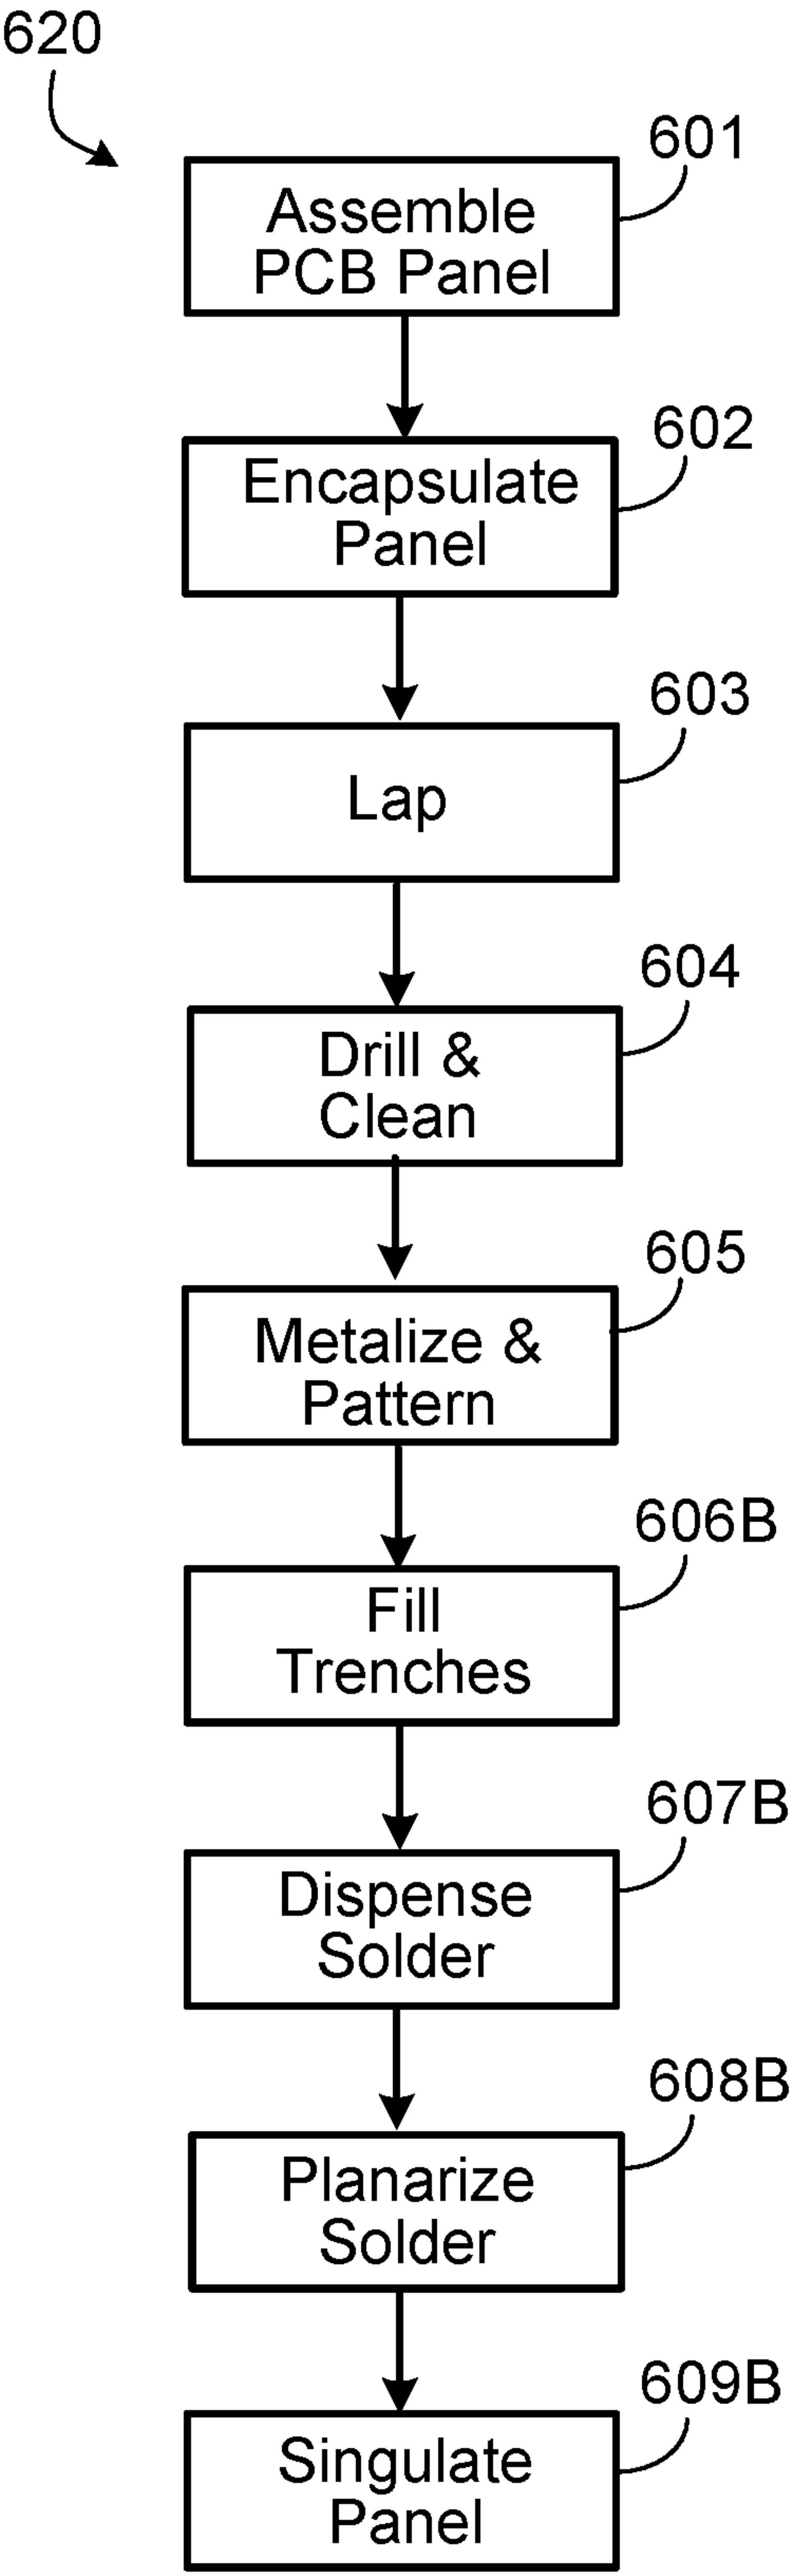 620
601
Assemble
PCB Panel
602
Encapsulate
Panel
603
Lap
604
Drill &
Clean
605
Metalize &
Pattern
606B
Fill
Trenches
607B
Dispense
Solder
608B
Planarize
Solder
609B
Singulate
Panel